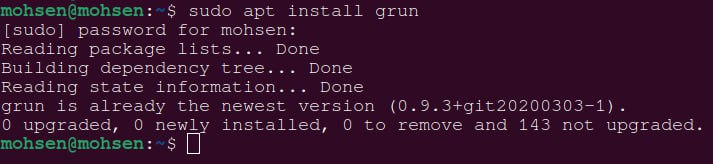 mohsen@mohsen:~$ sudo apt install grun
[sudo] password for mohsen:
Reading package lists... Done
Building dependency tree... Done
Reading state information... Done
grun is already the newest version (0.9.3+git20200303-1).
0 upgraded, 0 newly installed, 0 to remove and 143 not upgraded.
mohsen@mohsen:~$